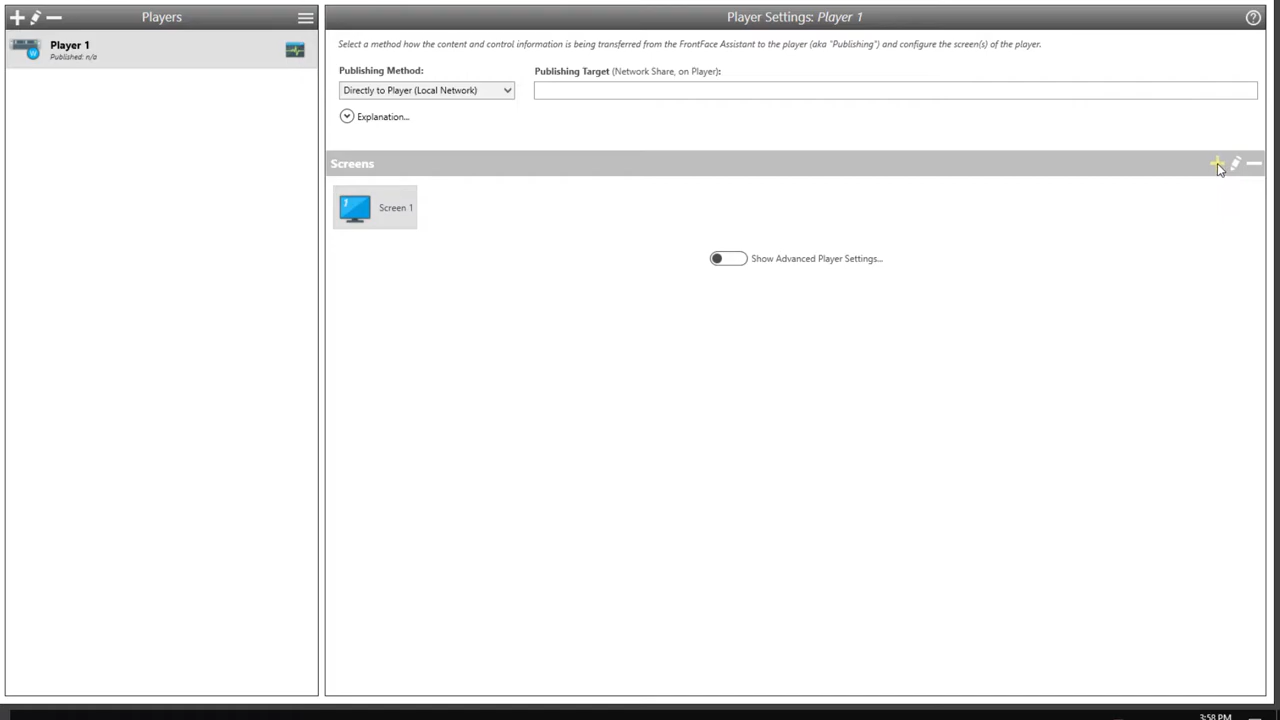 Players
Player 1
Published: n/a
Player Settings: Player 1
Select a method how the content and control information is being transferred from the FrontFace Assistant to the player (aka "Publishing") and configure the screen(s) of the player.
Publishing Method:
Publishing Target (Network Share, on Player):
Directly to Player (Local Network)
Explanation...
Screens
1
Screen 1
Show Advanced Player Settings...
W
3:58 PM